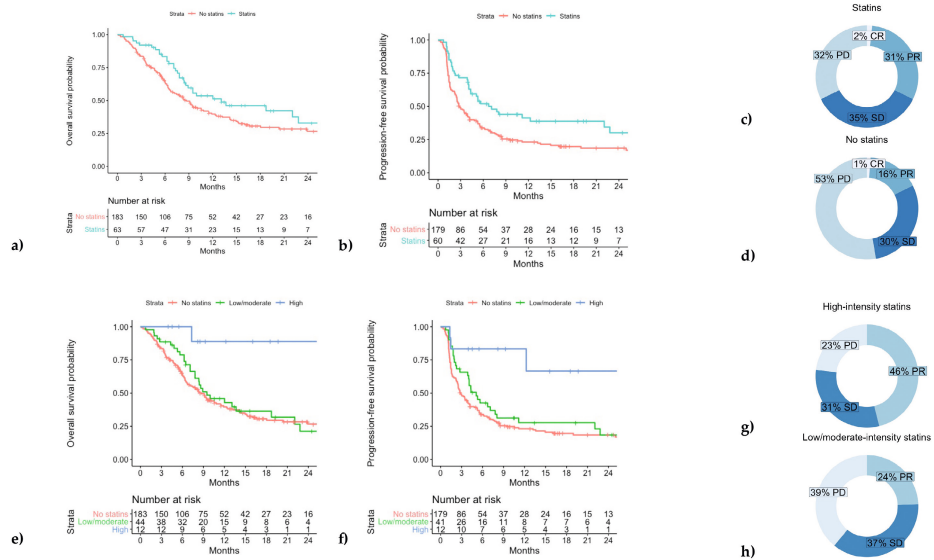 a)
Strata No statins Statins
Overall survival probability
1.00
0.75
0.50
0.25
0.00
0 3 6 9 12 15 18 21 24
Months
Number at risk
Strata
No statins 183 150 106 75 52 42 27 23 16
Statins 63 57 47 31 23 15 13 9 7
0 3 6 9 12 15 18 21 24
Months
b)
Strata No statins Statins
Progression-free survival probability
1.00
0.75
0.50
0.25
0.00
0 3 6 9 12 15 18 21 24
Months
Number at risk
Strata
No statins 179 86 54 37 28 24 16 15 13
Statins 60 42 27 21 16 13 12 9 7
0 3 6 9 12 15 18 21 24
Months
c)
Statins
2% CR
32% PD
31% PR
35% SD
d)
No statins
1% CR
53% PD
16% PR
30% SD
e)
Strata No statins Low/moderate High
Overall survival probability
1.00
0.75
0.50
0.25
0.00
0 3 6 9 12 15 18 21 24
Months
Number at risk
Strata
No statins 183 150 106 75 52 42 27 23 16
Low/moderate 44 38 32 20 15 9 8 6 4
High 12 12 9 6 5 4 3 1 1
0 3 6 9 12 15 18 21 24
Months
f)
Strata No statins Low/moderate High
Progression-free survival probability
1.00
0.75
0.50
0.25
0.00
0 3 6 9 12 15 18 21 24
Months
Number at risk
Strata
No statins 179 86 54 37 28 24 16 15 13
Low/moderate 41 26 16 11 8 7 7 6 4
High 12 10 7 6 5 4 3 1 1
0 3 6 9 12 15 18 21 24
Months
g)
High-intensity statins
23% PD
46% PR
31% SD
h)
Low/moderate-intensity statins
24% PR
39% PD
37% SD